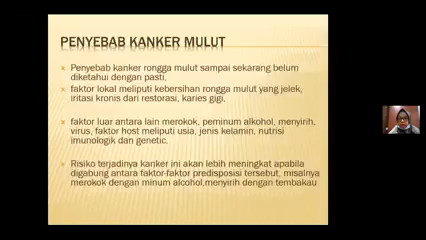 PENYEBAB KANKER MULUT
Penyebab kanker rongga mulut sampai sekarang belum
diketahui dengan pasti,
faktor lokal meliputi kebersihan rongga mulut yang jelek,
iritasi kronis dari restorasi, karies gigi,
faktor luar antara lain merokok, peminum alkohol, menyirih,
virus, faktor host meliputi usia, jenis kelamin, nutrisi
imunologik dan genetic.
Risiko terjadinya kanker ini akan lebih meningkat apabila
digabung antara faktor-faktor predisposisi tersebut, mrsalnya
merokok dengan minum alcohol,menyirih dengan tembakau